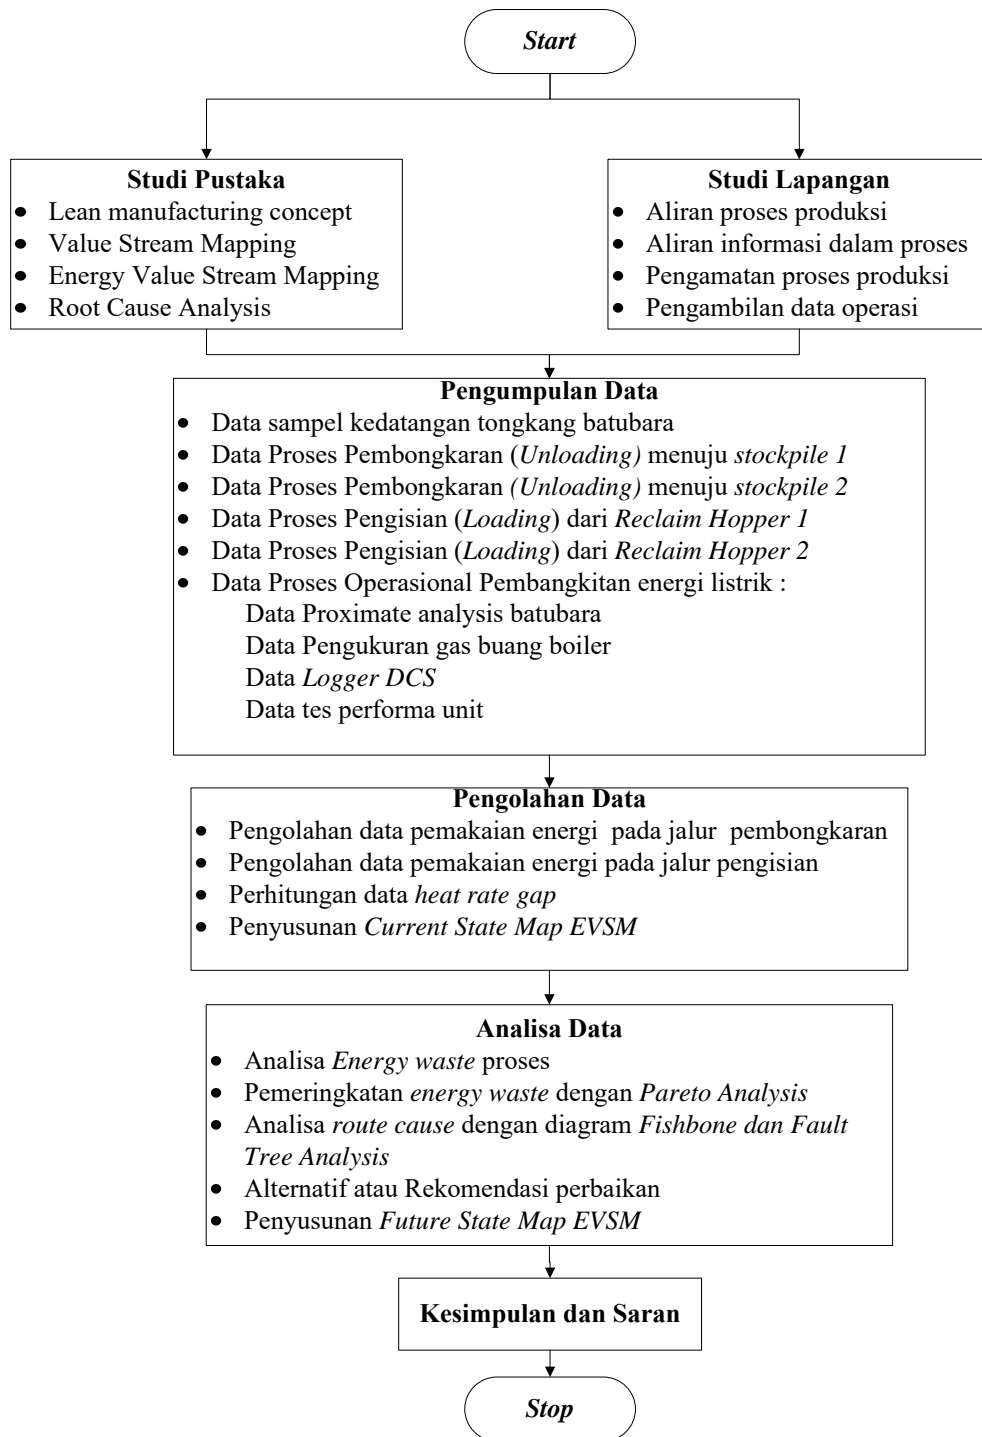 Start
Studi Pustaka
• Lean manufacturing concept
• Value Stream Mapping
• Energy Value Stream Mapping
• Root Cause Analysis
Studi Lapangan
• Aliran proses produksi
• Aliran informasi dalam proses
• Pengamatan proses produksi
• Pengambilan data operasi
Pengumpulan Data
• Data sampel kedatangan tongkang batubara
• Data Proses Pembongkaran (Unloading) menuju stockpile 1
• Data Proses Pembongkaran (Unloading) menuju stockpile 2
• Data Proses Pengisian (Loading) dari Reclaim Hopper 1
• Data Proses Pengisian (Loading) dari Reclaim Hopper 2
• Data Proses Operasional Pembangkitan energi listrik :
Data Proximate analysis batubara
Data Pengukuran gas buang boiler
Data Logger DCS
Data tes performa unit
Pengolahan Data
• Pengolahan data pemakaian energi pada jalur pembongkaran
• Pengolahan data pemakaian energi pada jalur pengisian
• Perhitungan data heat rate gap
• Penyusunan Current State Map EVSM
Analisa Data
• Analisa Energy waste proses
• Pemeringkatan energy waste dengan Pareto Analysis
• Analisa route cause dengan diagram Fishbone dan Fault
Tree Analysis
• Alternatif atau Rekomendasi perbaikan
• Penyusunan Future State Map EVSM
Kesimpulan dan Saran
Stop